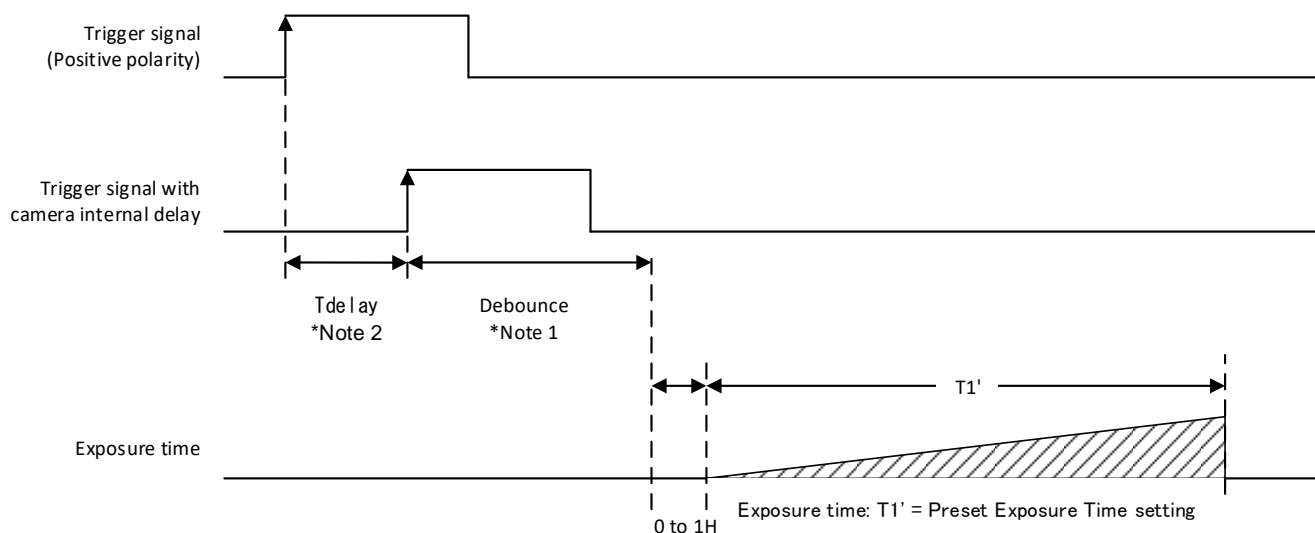 Trigger signal
(Positive polarity)
Trigger signal with
camera internal delay
Tdelay
*Note 2
Debounce
*Note 1
T1'
Exposure time
Exposure time: T1' = Preset Exposure Time setting
0 to 1H